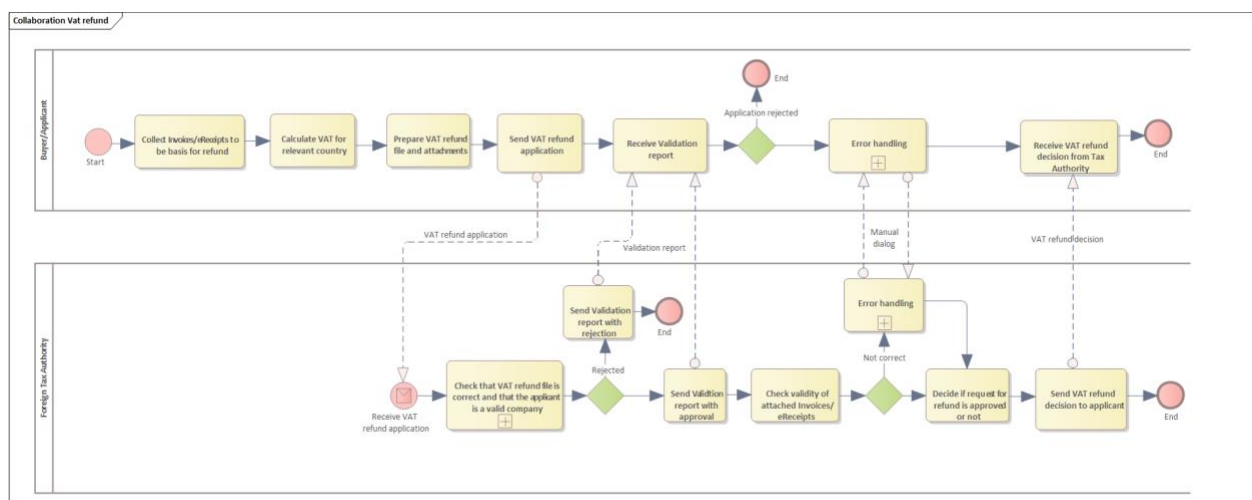 Collaboration Vat refund
Buyer/Applicant
Start
Collect Invoikes/eReceipts to
be basis for refund
Calculate VAT for
relevant country
Prepare VAT refund
file and attachments
Send VAT refund
application
Receive Validation
report
End
Application rejected
Error handling
Receive VAT refund
decision from Tax
Authority
End
VAT refund application
Validation report
Manual
dialog
VAT refund decision
Foreign Tax Authority
Receive VAT
refund application
Check that VAT refund file is
correct and that the applicant
is a valid company
Send Validation
report with
rejection
End
Rejected
Send Validtion
report with
approval
Check validity of
attached Invoices/
eReceipts
Error handling
Not correct
Decide if request for
refund is approved
or not
Send VAT refund
decision to applicant
End